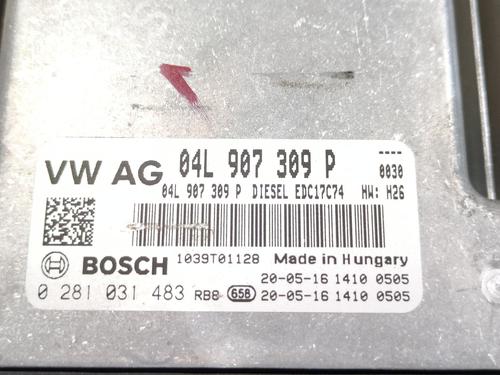 VW AG 04L 907 309 P ---- 0030
04L 907 309 P DIESEL EDC17C74 HW: H26
BOSCH 1039T01128 Made in Hungary
20-05-16 1410 0505
0 281 031 483 RB8 658 20-05-16 1410 0505